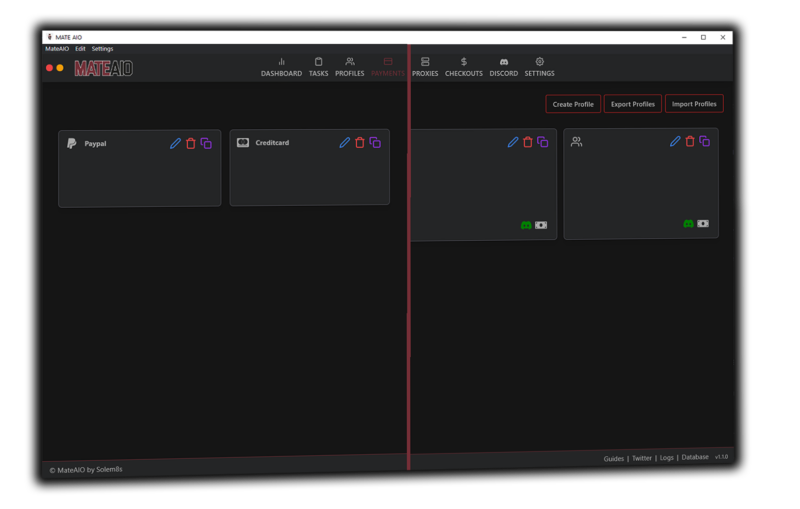 MATE AIO
MateAIO Edit Settings
MATEAIO
DASHBOARD TASKS PROFILES PAYMENTS PROXIES CHECKOUTS DISCORD SETTINGS
Create Profile Export Profiles Import Profiles
Paypal Creditcard
© MateAIO by Solem8s
Guides | Twitter | Logs | Database v1.1.0